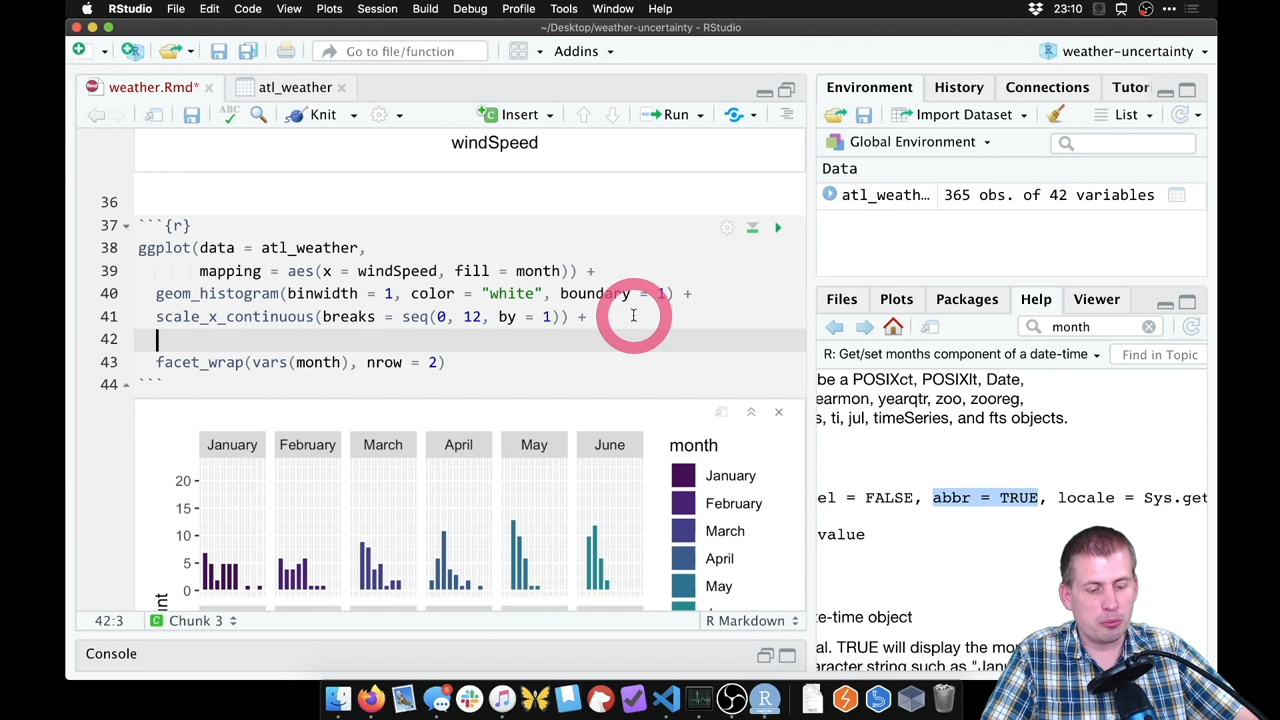 RStudio File Edit Code View Plots Session Build Debug Profile Tools Window Help 23:10
~/Desktop/weather-uncertainty - RStudio
Go to file/function Addins weather-uncertainty
weather.Rmd* atl_weather
ABC Knit Insert Run
windSpeed
36
37 ```{r}
38 ggplot(data = atl_weather,
39 mapping = aes(x = windSpeed, fill = month)) +
40 geom_histogram(binwidth = 1, color = "white", boundary = 1) +
41 scale_x_continuous(breaks = seq(0, 12, by = 1)) +
42
43 facet_wrap(vars(month), nrow = 2)
44 ```
January February March April May June
20
15
10
5
0
month
January
February
March
April
May
42:3 Chunk 3 R Markdown
Console
Environment History Connections Tutor
Import Dataset List
Global Environment
Data
atl_weath… 365 obs. of 42 variables
Files Plots Packages Help Viewer
month
R: Get/set months component of a date-time Find in Topic
be a POSIXct, POSIXlt, Date,
earmon, yearqtr, zoo, zooreg,
s, ti, jul, timeSeries, and fts objects.
el = FALSE, abbr = TRUE, locale = Sys.get
value
te-time object
al. TRUE will display the mo
aracter string such as "Janu